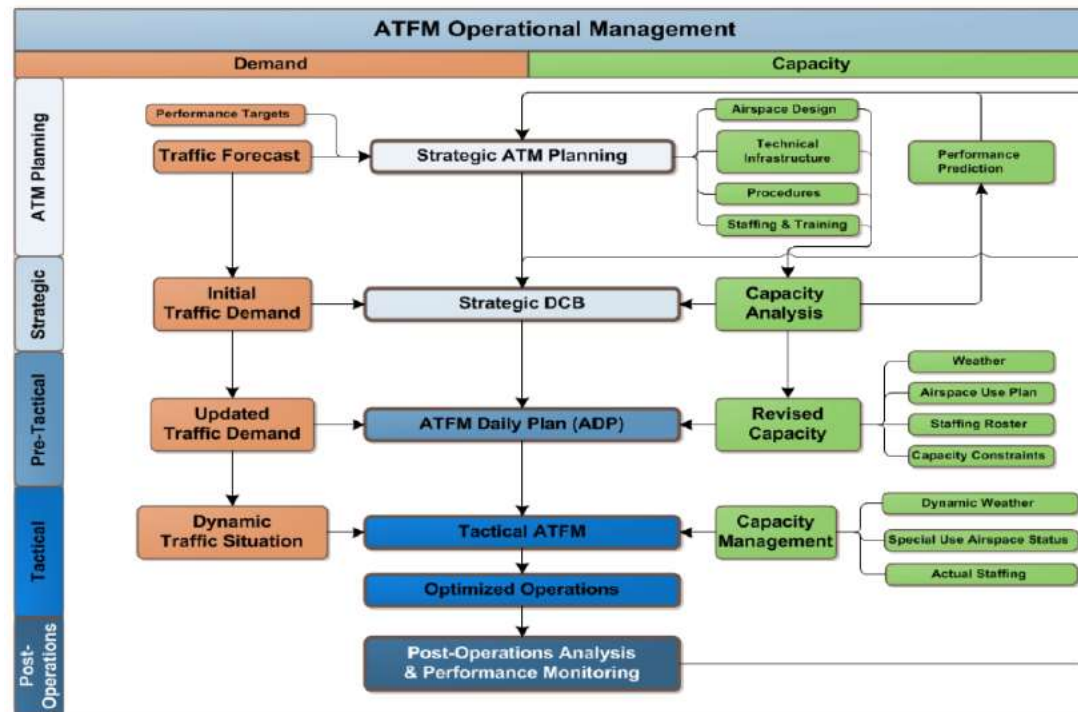 ATFM Operational Management
Demand
Capacity
ATM Planning
Performance Targets
Traffic Forecast
Strategic ATM Planning
Airspace Design
Technical
Infrastructure
Procedures
Staffing & Training
Performance
Prediction
Strategic
Initial
Traffic Demand
Strategic DCB
Capacity
Analysis
Pre-Tactical
Updated
Traffic Demand
ATFM Daily Plan (ADP)
Revised
Capacity
Weather
Airspace Use Plan
Staffing Roster
Capacity Constraints
Tactical
Dynamic
Traffic Situation
Tactical ATFM
Capacity
Management
Dynamic Weather
Special Use Airspace Status
Actual Staffing
Optimized Operations
Post-
Operations
Post-Operations Analysis
& Performance Monitoring